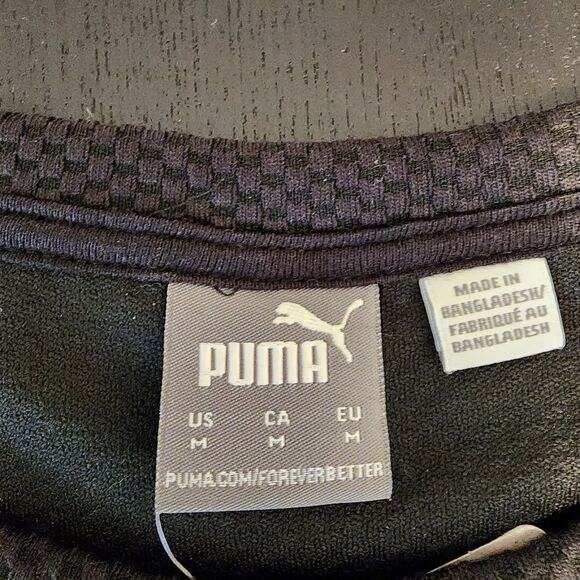 PUMA
US CA EU
M M M
PUMA.COM/FOREVERBETTER
MADE IN
BANGLADESH/
FABRIQUÉ AU
BANGLADESH